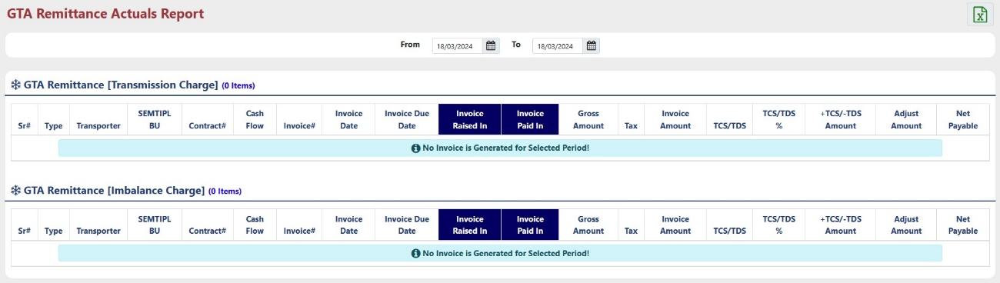 GTA Remittance Actuals Report
From 18/03/2024 To 18/03/2024
GTA Remittance [Transmission Charge] (0 Items)
Sr# Type Transporter SEMTIPL BU Contract# Cash Flow Invoice# Invoice Date Invoice Due Date Invoice Raised In Invoice Paid In Gross Amount Tax Invoice Amount TCS/TDS TCS/TDS % +TCS/-TDS Amount Adjust Amount Net Payable
No Invoice is Generated for Selected Period!
GTA Remittance [Imbalance Charge] (0 Items)
Sr# Type Transporter SEMTIPL BU Contract# Cash Flow Invoice# Invoice Date Invoice Due Date Invoice Raised In Invoice Paid In Gross Amount Tax Invoice Amount TCS/TDS TCS/TDS % +TCS/-TDS Amount Adjust Amount Net Payable
No Invoice is Generated for Selected Period!